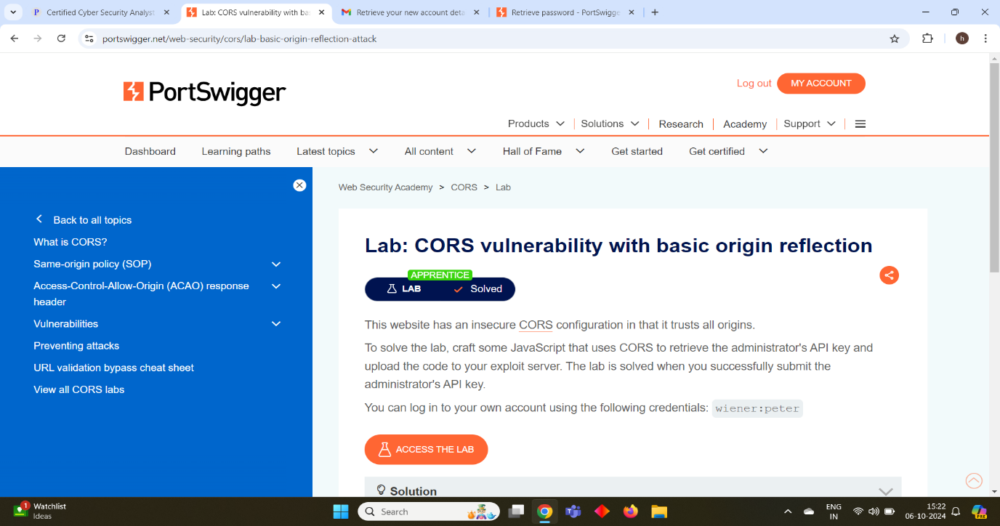 Certified Cyber Security Analyst
Lab: CORS vulnerability with ba
Retrieve your new account deta
Retrieve password - PortSwigge
portswigger.net/web-security/cors/lab-basic-origin-reflection-attack
h
PortSwigger
Log out
MY ACCOUNT
Products
Solutions
Research
Academy
Support
Dashboard
Learning paths
Latest topics
All content
Hall of Fame
Get started
Get certified
Back to all topics
What is CORS?
Same-origin policy (SOP)
Access-Control-Allow-Origin (ACAO) response
header
Vulnerabilities
Preventing attacks
URL validation bypass cheat sheet
View all CORS labs
Web Security Academy > CORS > Lab
Lab: CORS vulnerability with basic origin reflection
APPRENTICE
LAB
Solved
This website has an insecure CORS configuration in that it trusts all origins.
To solve the lab, craft some JavaScript that uses CORS to retrieve the administrator's API key and
upload the code to your exploit server. The lab is solved when you successfully submit the
administrator's API key.
You can log in to your own account using the following credentials: wiener:peter
ACCESS THE LAB
Solution
1
Watchlist
Ideas
Search
ENG
IN
15:22
06-10-2024
PRE